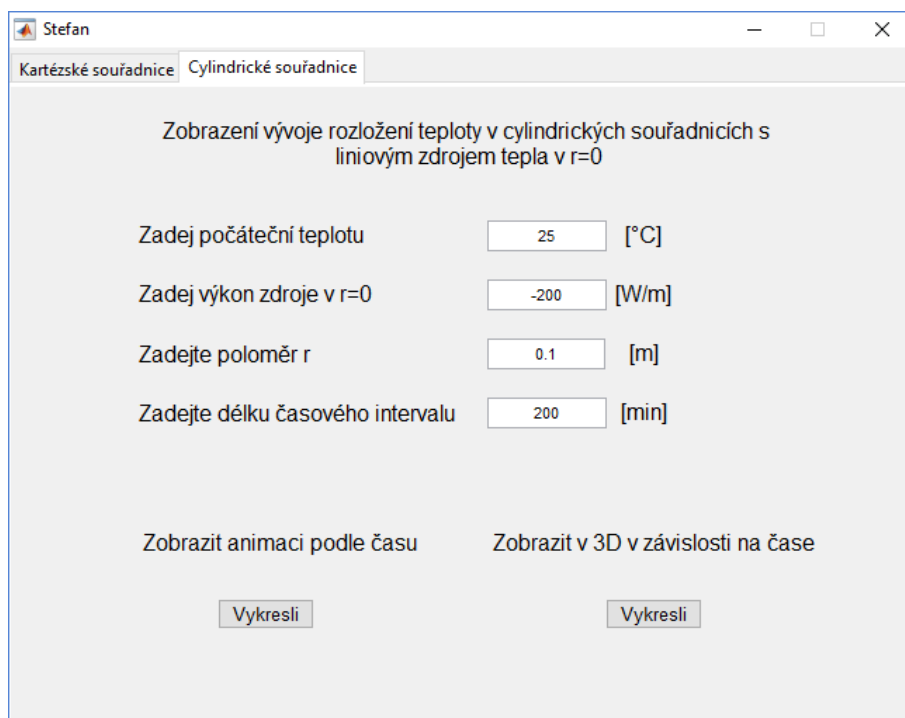 Stefan
Kartézské souřadnice Cylindrické souřadnice
Zobrazení vývoje rozložení teploty v cylindrických souřadnicích s
liniovým zdrojem tepla v r=0
Zadej počáteční teplotu 25 [°C]
Zadej výkon zdroje v r=0 -200 [W/m]
Zadejte poloměr r 0.1 [m]
Zadejte délku časového intervalu 200 [min]
Zobrazit animaci podle času Zobrazit v 3D v závislosti na čase
Vykresli Vykresli